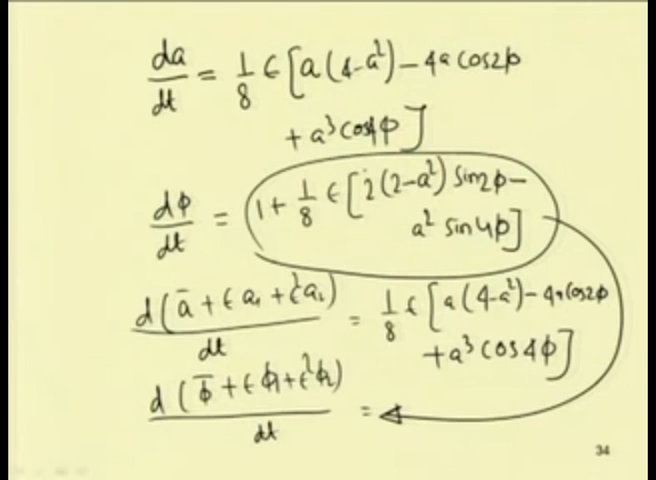 da/dt = 1/8 ϵ [a(4-a²) - 4a cos2φ
+ a³ cos4φ]
dφ/dt = 1 + 1/8 ϵ [2(2-a²) sin2φ -
a² sin4φ]
d(ā + ϵa₁ + ϵ²a₂)/dt = 1/8 ϵ [a(4-a²) - 4a cos2φ
+ a³ cos4φ]
d(φ̄ + ϵφ₁ + ϵ²φ₂)/dt =
34